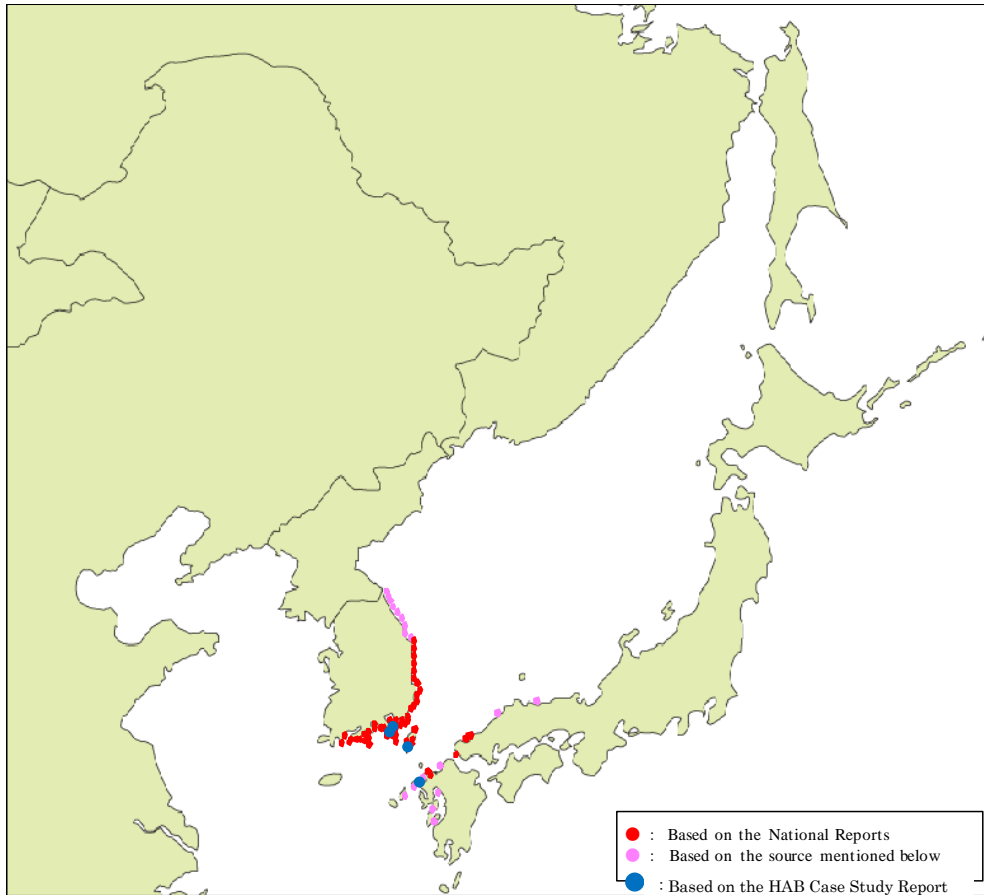 : Based on the National Reports
: Based on the source mentioned below
: Based on the HAB Case Study Report